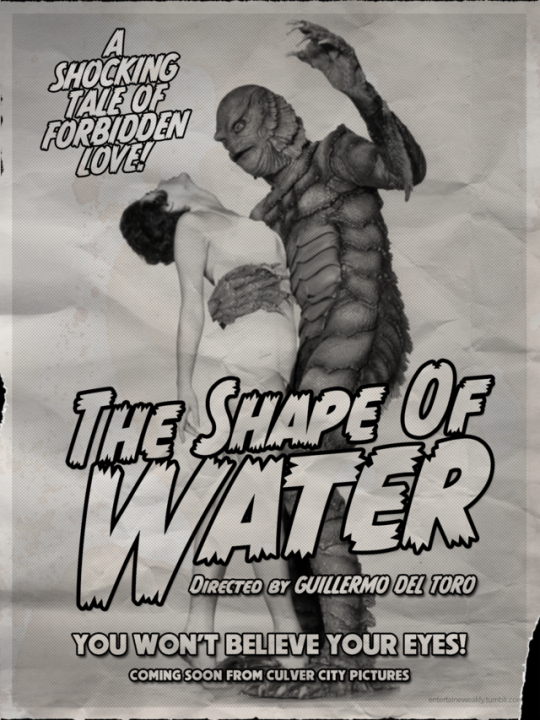 A
SHOCKING
TALE OF
FORBIDDEN
LOVE!
THE SHAPE OF
WATER
DIRECTED BY GUILLERMO DEL TORO
YOU WON'T BELIEVE YOUR EYES!
COMING SOON FROM CULVER CITY PICTURES